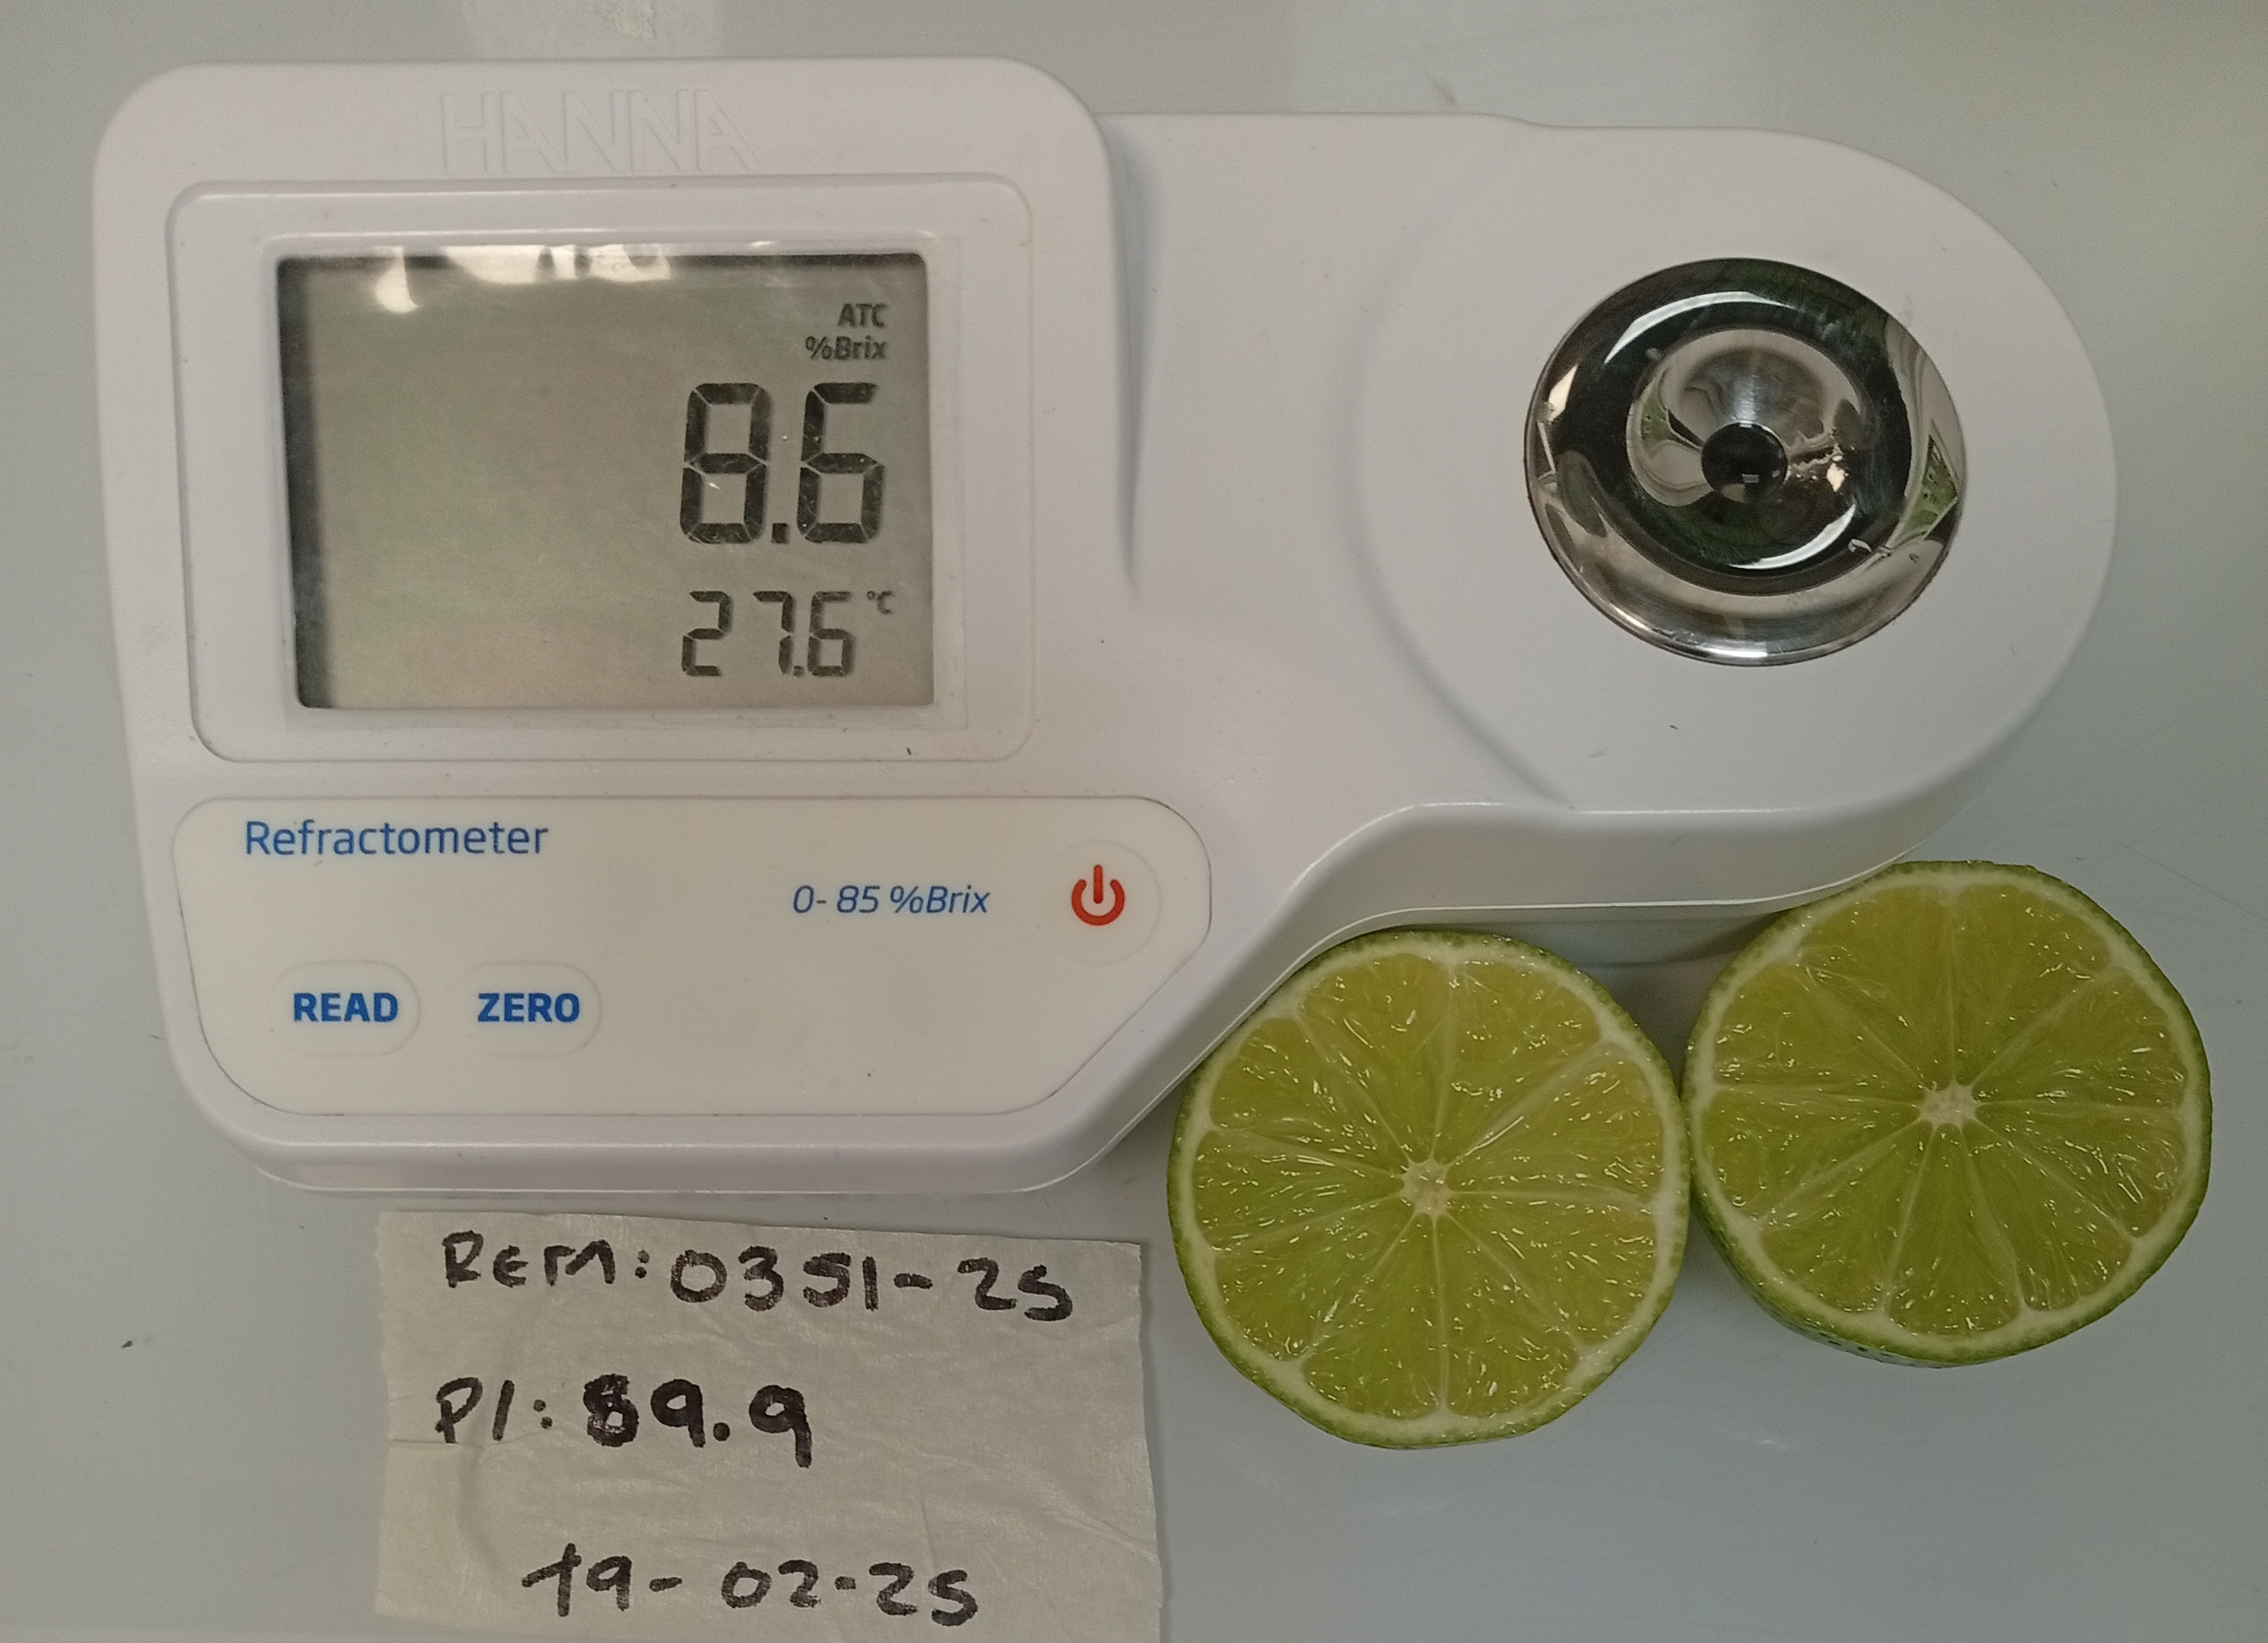 HANNA
ATC
%Brix
8.6
27.6 °C
Refractometer
0-85 %Brix
READ
ZERO
REM: 0351-25
PI: 89.9
19-02-25